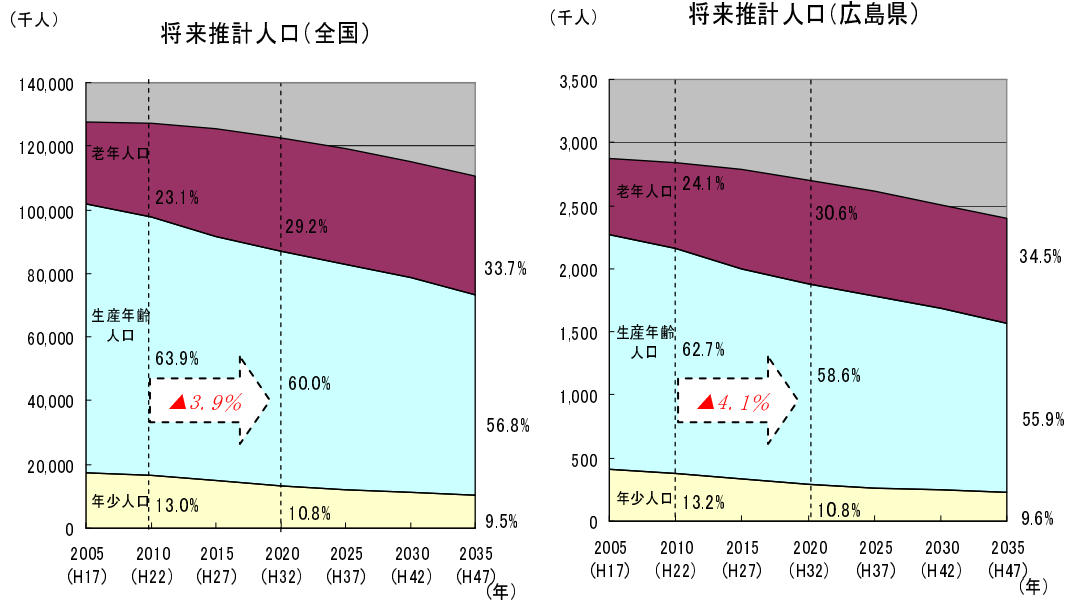 (千人)
将来推計人口(全国)
140,000
120,000
100,000
80,000
60,000
40,000
20,000
0
老年人口
23.1%
29.2%
33.7%
生産年齢
人口
63.9%
60.0%
56.8%
▲3.9%
年少人口
13.0%
10.8%
9.5%
2005 2010 2015 2020 2025 2030 2035
(H17) (H22) (H27) (H32) (H37) (H42) (H47)
(年)
(千人)
将来推計人口(広島県)
3,500
3,000
2,500
2,000
1,500
1,000
500
0
老年人口
24.1%
30.6%
34.5%
生産年齢
人口
62.7%
58.6%
55.9%
▲4.1%
年少人口
13.2%
10.8%
9.6%
2005 2010 2015 2020 2025 2030 2035
(H17) (H22) (H27) (H32) (H37) (H42) (H47)
(年)